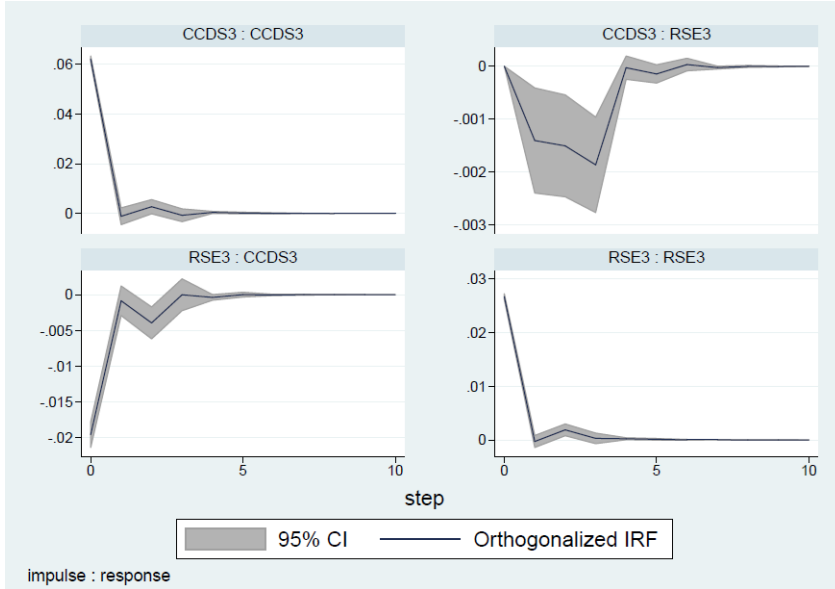 CCDS3 : CCDS3
.06
.04
.02
0
CCDS3 : RSE3
0
-.001
-.002
-.003
RSE3 : CCDS3
0
-.005
-.01
-.015
-.02
0
5
10
RSE3 : RSE3
.03
.02
.01
0
0
5
10
step
95% CI
Orthogonalized IRF
impulse : response